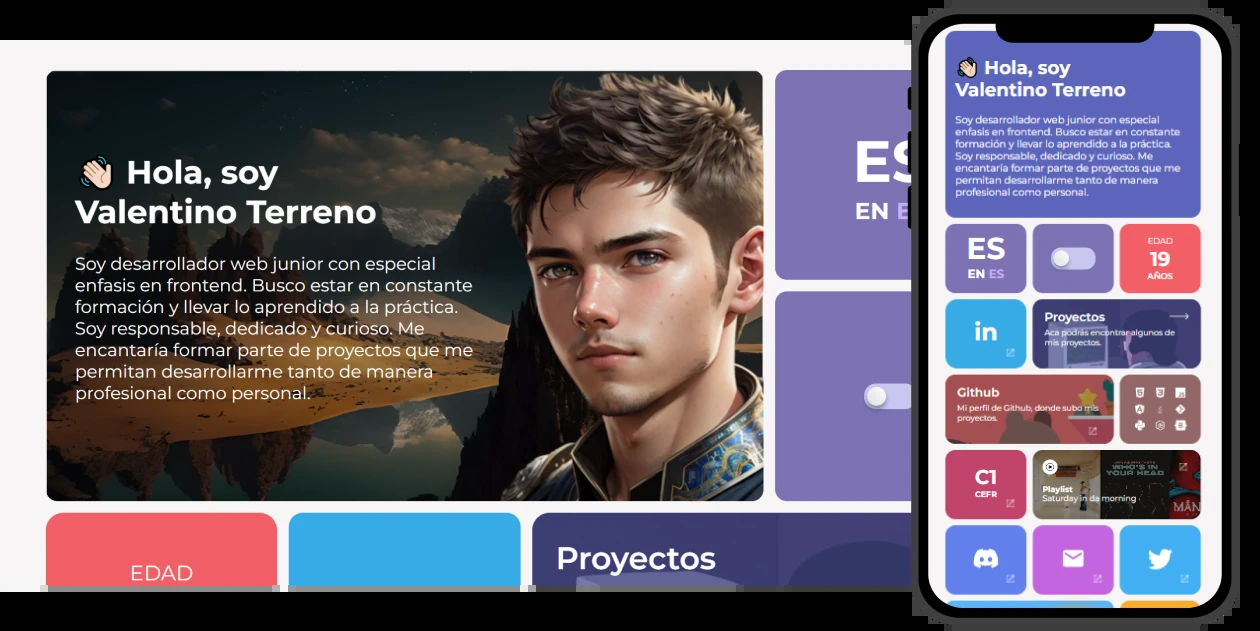 👋🏻 Hola, soy
Valentino Terreno
Soy desarrollador web junior con especial
enfasis en frontend. Busco estar en constante
formación y llevar lo aprendido a la práctica.
Soy responsable, dedicado y curioso. Me
encantaría formar parte de proyectos que me
permitan desarrollarme tanto de manera
profesional como personal.
ES
EN E
EDAD
Proyectos
👋🏻 Hola, soy
Valentino Terreno
Soy desarrollador web junior con especial
enfasis en frontend. Busco estar en constante
formación y llevar lo aprendido a la práctica.
Soy responsable, dedicado y curioso. Me
encantaría formar parte de proyectos que me
permitan desarrollarme tanto de manera
profesional como personal.
ES
EN ES
EDAD
19
AÑOS
in
Proyectos
Aca podrás encontrar algunos de
mis proyectos.
Github
Mi perfil de Github, donde subo mis
proyectos.
C1
CEFR
WHO'S IN
YOUR HEAD
Playlist
Saturday in da morning
MÅN